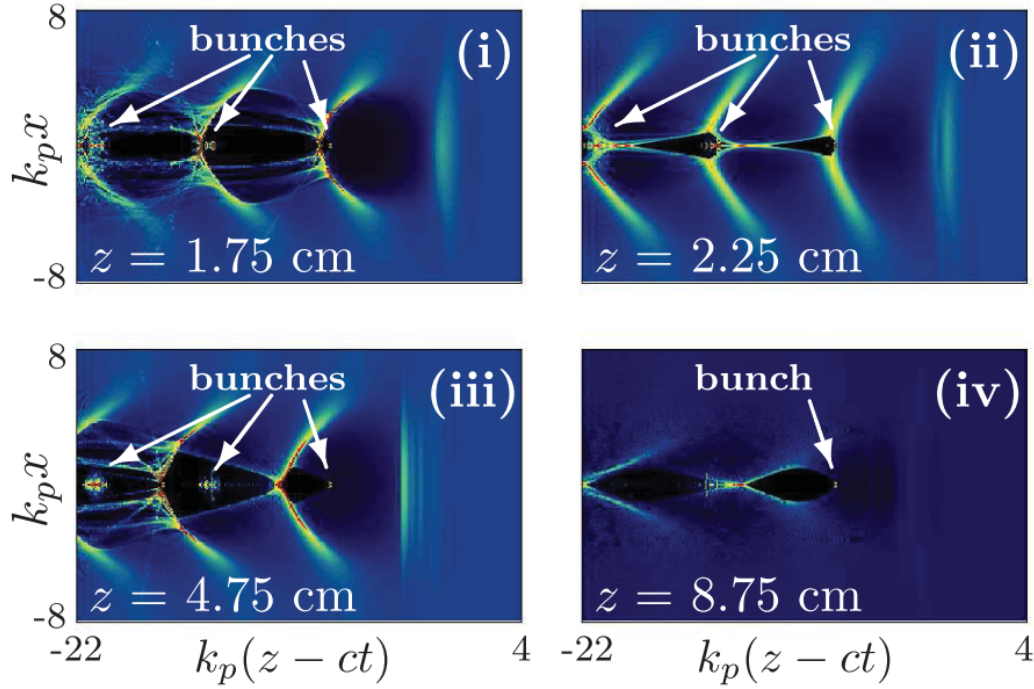 8
bunches
(i)
k_p x
z = 1.75 cm
-8
bunches
(ii)
z = 2.25 cm
8
bunches
(iii)
k_p x
z = 4.75 cm
-8
-22
k_p(z − ct)
4
bunch
(iv)
z = 8.75 cm
-22
k_p(z − ct)
4